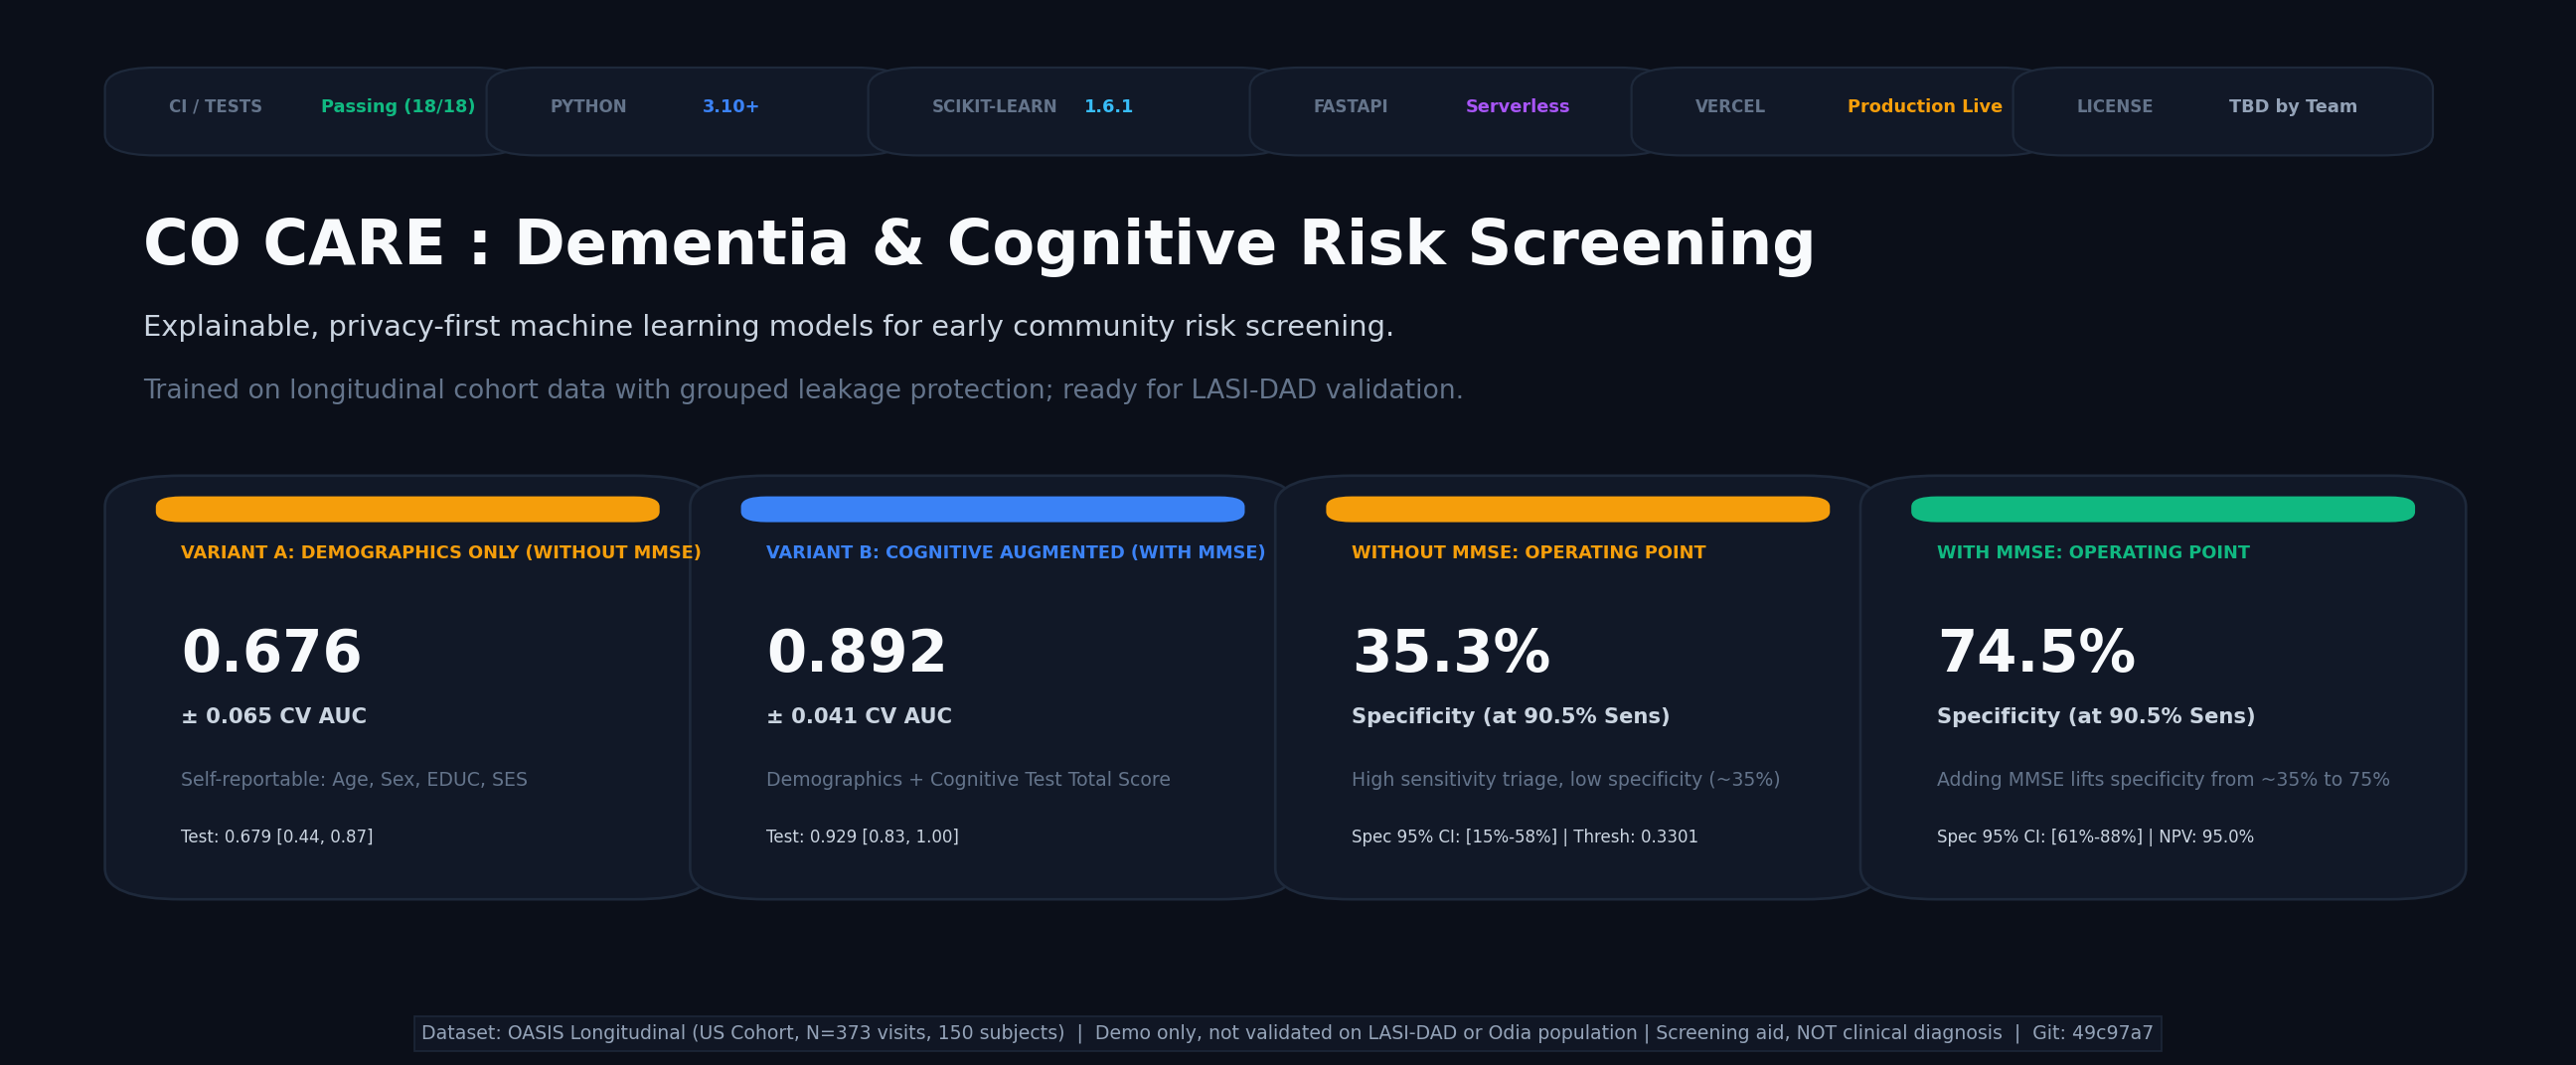 CI / TESTS Passing (18/18) PYTHON 3.10+ SCIKIT-LEARN 1.6.1 FASTAPI Serverless VERCEL Production Live LICENSE TBD by Team
CO CARE : Dementia & Cognitive Risk Screening
Explainable, privacy-first machine learning models for early community risk screening.
Trained on longitudinal cohort data with grouped leakage protection; ready for LASI-DAD validation.
VARIANT A: DEMOGRAPHICS ONLY (WITHOUT MMSE)
0.676
± 0.065 CV AUC
Self-reportable: Age, Sex, EDUC, SES
Test: 0.679 [0.44, 0.87]
VARIANT B: COGNITIVE AUGMENTED (WITH MMSE)
0.892
± 0.041 CV AUC
Demographics + Cognitive Test Total Score
Test: 0.929 [0.83, 1.00]
WITHOUT MMSE: OPERATING POINT
35.3%
Specificity (at 90.5% Sens)
High sensitivity triage, low specificity (~35%)
Spec 95% CI: [15%-58%] | Thresh: 0.3301
WITH MMSE: OPERATING POINT
74.5%
Specificity (at 90.5% Sens)
Adding MMSE lifts specificity from ~35% to 75%
Spec 95% CI: [61%-88%] | NPV: 95.0%
Dataset: OASIS Longitudinal (US Cohort, N=373 visits, 150 subjects) | Demo only, not validated on LASI-DAD or Odia population | Screening aid, NOT clinical diagnosis | Git: 49c97a7